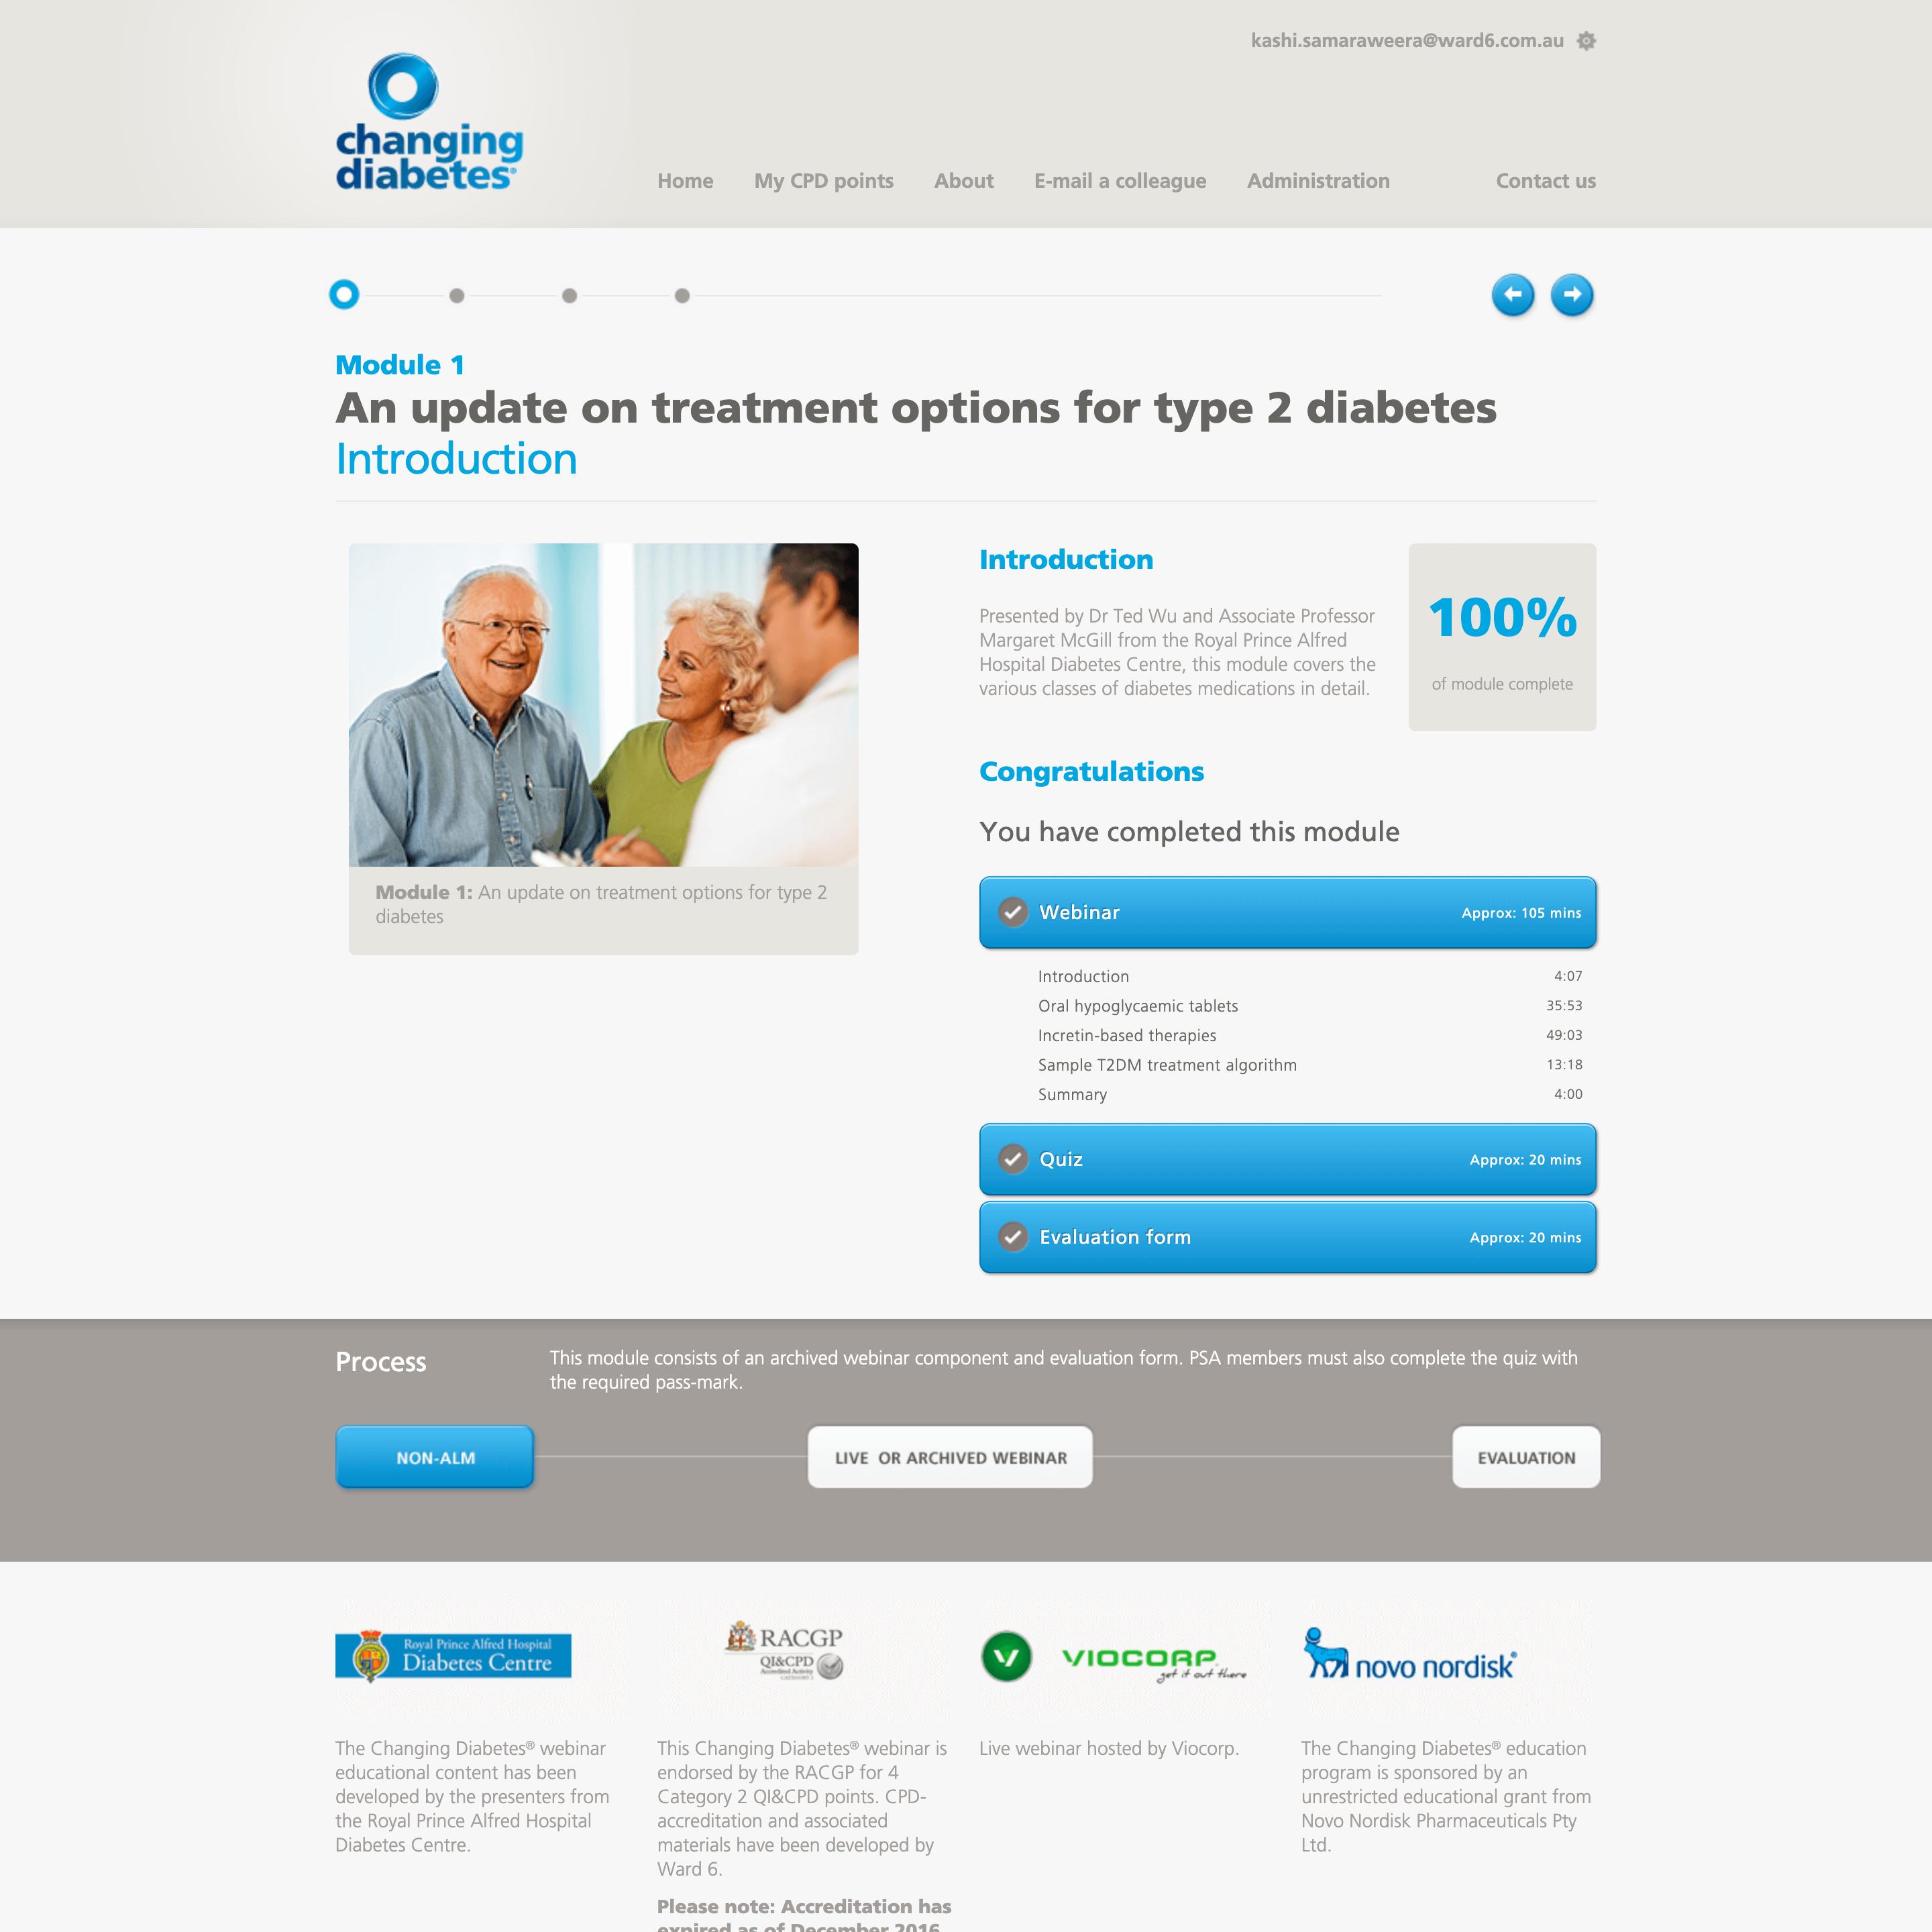 kashi.samaraweera@ward6.com.au
changing
diabetes®
Home My CPD points About E-mail a colleague Administration Contact us
Module 1
An update on treatment options for type 2 diabetes
Introduction
Module 1: An update on treatment options for type 2
diabetes
Introduction
Presented by Dr Ted Wu and Associate Professor
Margaret McGill from the Royal Prince Alfred
Hospital Diabetes Centre, this module covers the
various classes of diabetes medications in detail.
100%
of module complete
Congratulations
You have completed this module
Webinar Approx: 105 mins
Introduction 4:07
Oral hypoglycaemic tablets 35:53
Incretin-based therapies 49:03
Sample T2DM treatment algorithm 13:18
Summary 4:00
Quiz Approx: 20 mins
Evaluation form Approx: 20 mins
Process
This module consists of an archived webinar component and evaluation form. PSA members must also complete the quiz with
the required pass-mark.
NON-ALM LIVE OR ARCHIVED WEBINAR EVALUATION
Royal Prince Alfred Hospital
Diabetes Centre
The Changing Diabetes® webinar
educational content has been
developed by the presenters from
the Royal Prince Alfred Hospital
Diabetes Centre.
RACGP
QI&CPD
Accredited Activity
This Changing Diabetes® webinar is
endorsed by the RACGP for 4
Category 2 QI&CPD points. CPD-
accreditation and associated
materials have been developed by
Ward 6.
Please note: Accreditation has
expired as of December 2016
VIOCORP
get it out there
Live webinar hosted by Viocorp.
novo nordisk®
The Changing Diabetes® education
program is sponsored by an
unrestricted educational grant from
Novo Nordisk Pharmaceuticals Pty
Ltd.